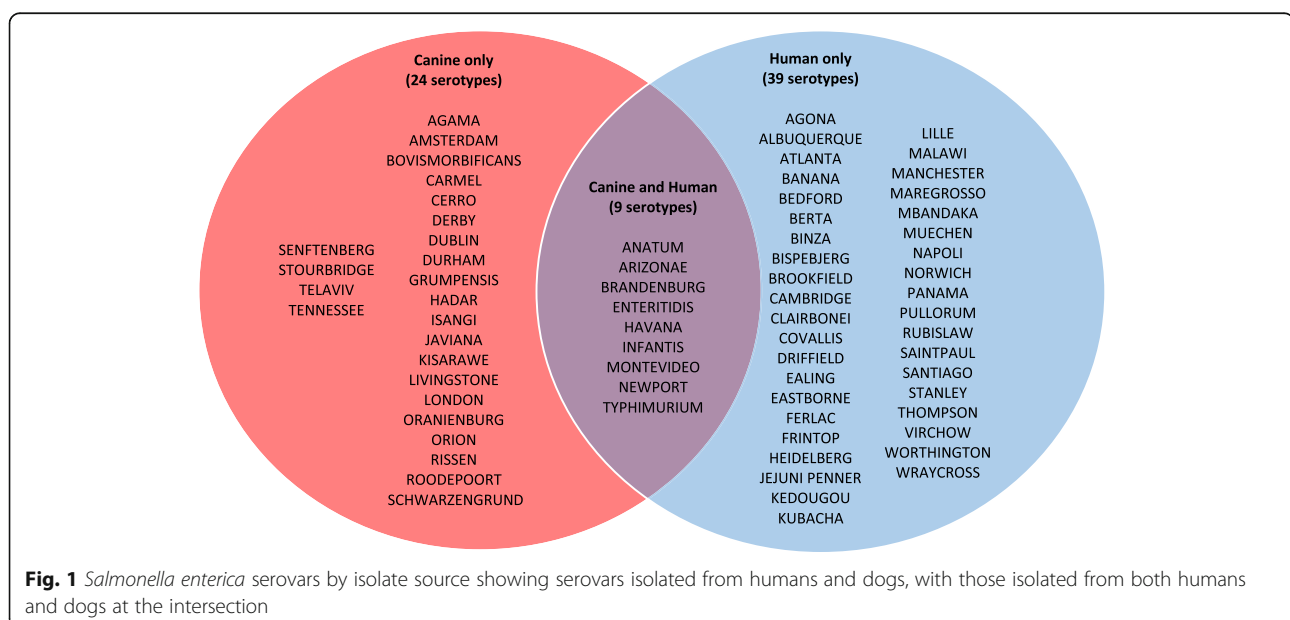 Canine only
(24 serotypes)
SENFTENBERG
STOURBRIDGE
TELAVIV
TENNESSEE
AGAMA
AMSTERDAM
BOVISMORBIFICANS
CARMEL
CERRO
DERBY
DUBLIN
DURHAM
GRUMPENSIS
HADAR
ISANGI
JAVIANA
KISARAWE
LIVINGSTONE
LONDON
ORANIENBURG
ORION
RISSEN
ROODEPOORT
SCHWARZENGRUND
Canine and Human
(9 serotypes)
ANATUM
ARIZONAE
BRANDENBURG
ENTERITIDIS
HAVANA
INFANTIS
MONTEVIDEO
NEWPORT
TYPHIMURIUM
Human only
(39 serotypes)
AGONA
ALBUQUERQUE
ATLANTA
BANANA
BEDFORD
BERTA
BINZA
BISPEBJERG
BROOKFIELD
CAMBRIDGE
CLAIRBONEI
COVALLIS
DRIFFIELD
EALING
EASTBORNE
FERLAC
FRINTOP
HEIDELBERG
JEJUNI PENNER
KEDOUGOU
KUBACHA
LILLE
MALAWI
MANCHESTER
MAREGROSSO
MBANDAKA
MUECHEN
NAPOLI
NORWICH
PANAMA
PULLORUM
RUBISLAW
SAINTPAUL
SANTIAGO
STANLEY
THOMPSON
VIRCHOW
WORTHINGTON
WRAYCROSS
Fig. 1 Salmonella enterica serovars by isolate source showing serovars isolated from humans and dogs, with those isolated from both humans
and dogs at the intersection